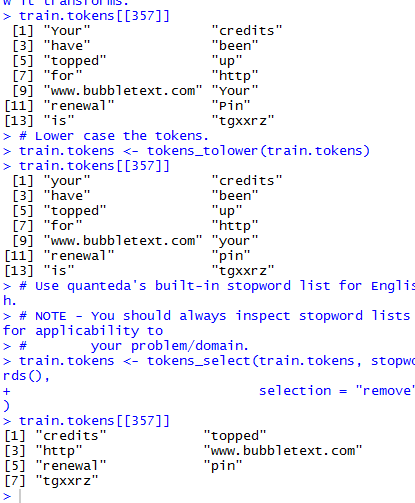 w it transforms.
> train.tokens[[357]]
 [1] "Your"               "credits"
 [3] "have"               "been"
 [5] "topped"             "up"
 [7] "for"                "http"
 [9] "www.bubbletext.com" "Your"
[11] "renewal"            "Pin"
[13] "is"                 "tgxxrz"
> # Lower case the tokens.
> train.tokens <- tokens_tolower(train.tokens)
> train.tokens[[357]]
 [1] "your"               "credits"
 [3] "have"               "been"
 [5] "topped"             "up"
 [7] "for"                "http"
 [9] "www.bubbletext.com" "your"
[11] "renewal"            "pin"
[13] "is"                 "tgxxrz"
> # Use quanteda's built-in stopword list for Englis
h.
> # NOTE - You should always inspect stopword lists
for applicability to
> #        your problem/domain.
> train.tokens <- tokens_select(train.tokens, stopwo
rds(),
+                               selection = "remove"
)
> train.tokens[[357]]
[1] "credits"            "topped"
[3] "http"               "www.bubbletext.com"
[5] "renewal"            "pin"
[7] "tgxxrz"
>